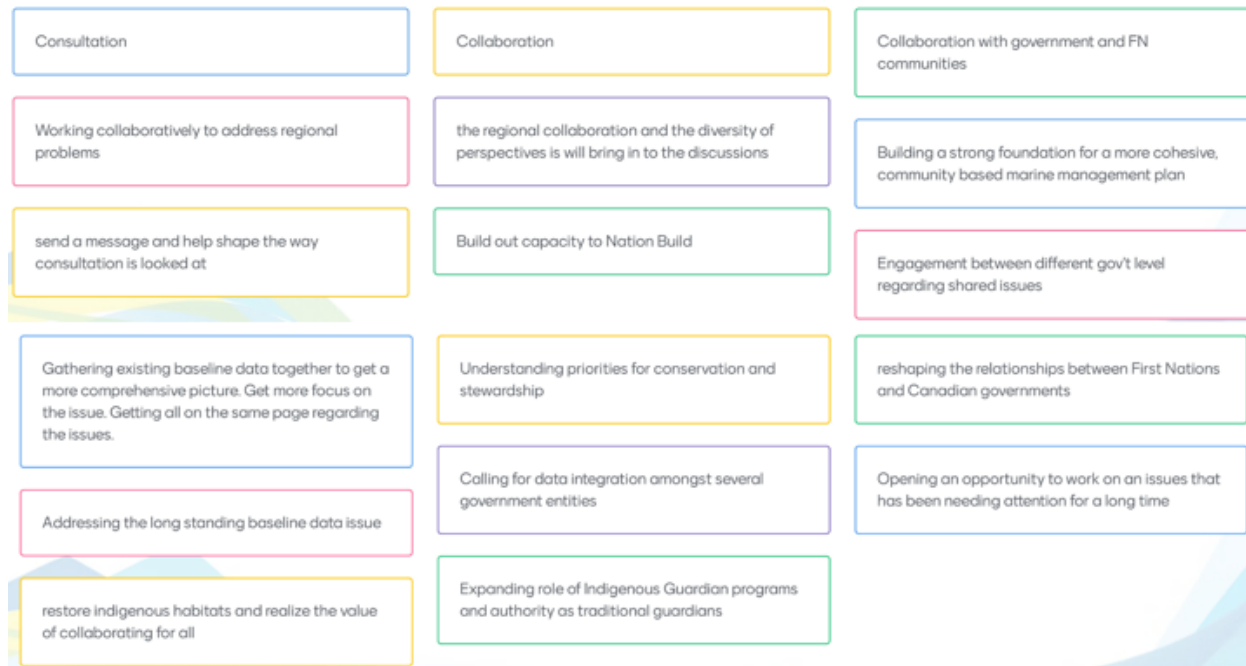 Consultation
Working collaboratively to address regional
problems
send a message and help shape the way
consultation is looked at
Collaboration
the regional collaboration and the diversity of
perspectives is will bring in to the discussions
Build out capacity to Nation Build
Collaboration with government and FN
communities
Building a strong foundation for a more cohesive,
community based marine management plan
Engagement between different gov't level
regarding shared issues
Gathering existing baseline data together to get a
more comprehensive picture. Get more focus on
the issue. Getting all on the same page regarding
the issues.
Addressing the long standing baseline data issue
restore indigenous habitats and realize the value
of collaborating for all
Understanding priorities for conservation and
stewardship
Calling for data integration amongst several
government entities
Expanding role of Indigenous Guardian programs
and authority as traditional guardians
reshaping the relationships between First Nations
and Canadian governments
Opening an opportunity to work on an issues that
has been needing attention for a long time